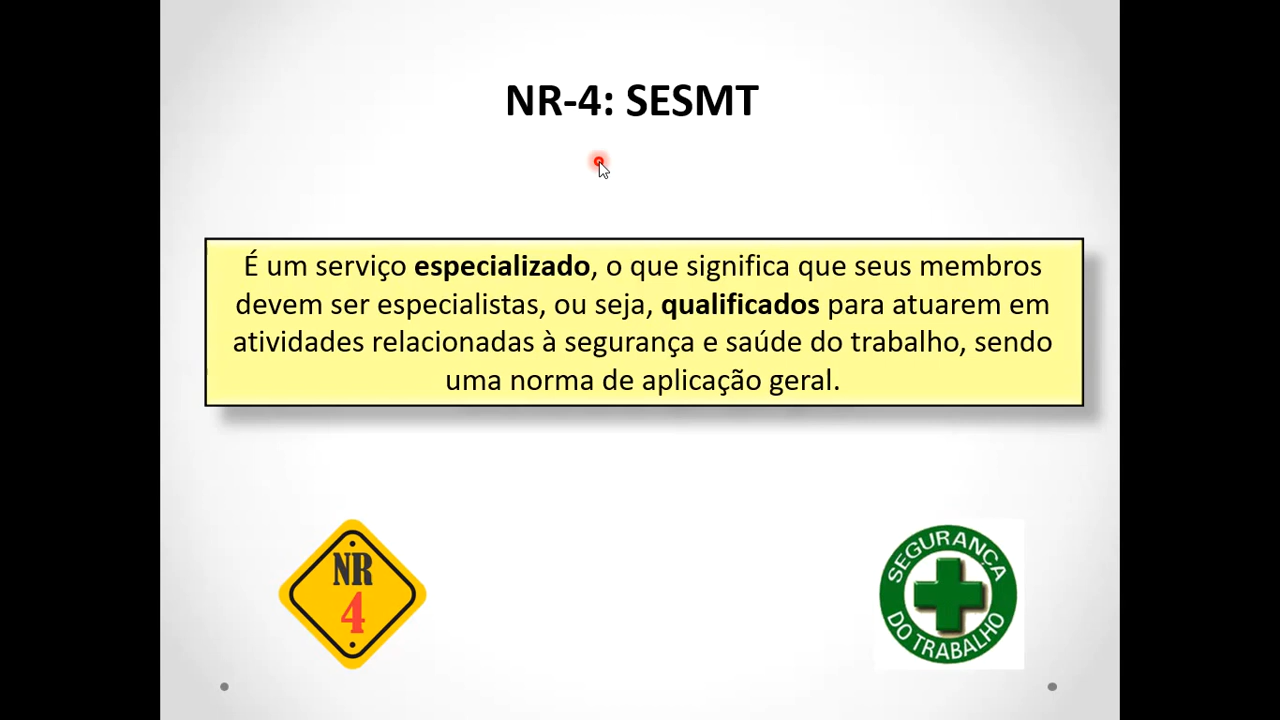 NR-4: SESMT
É um serviço especializado, o que significa que seus membros
devem ser especialistas, ou seja, qualificados para atuarem em
atividades relacionadas à segurança e saúde do trabalho, sendo
uma norma de aplicação geral.
NR
4
SEGURANÇA
DO TRABALHO